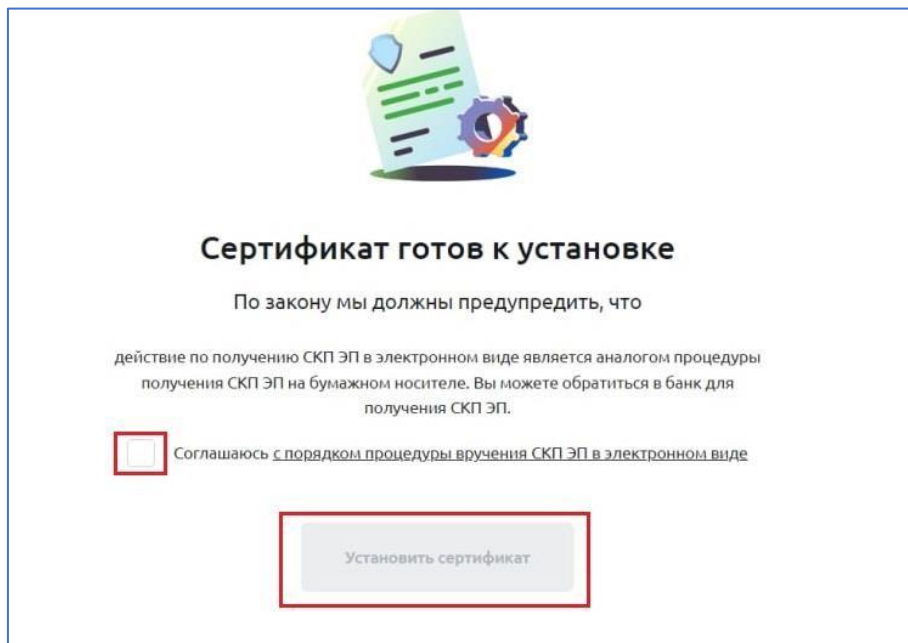 Сертификат готов к установке
По закону мы должны предупредить, что
действие по получению СКП ЭП в электронном виде является аналогом процедуры
получения СКП ЭП на бумажном носителе. Вы можете обратиться в банк для
получения СКП ЭП.
Соглашаюсь с порядком процедуры вручения СКП ЭП в электронном виде
Установить сертификат